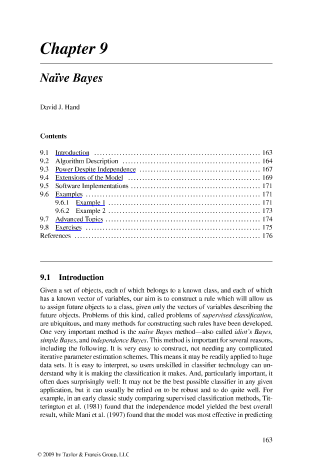 Chapter 9
Naïve Bayes
David J. Hand
Contents
9.1 Introduction ........................................................ 163
9.2 Algorithm Description ............................................... 164
9.3 Power Despite Independence .......................................... 167
9.4 Extensions of the Model ............................................. 169
9.5 Software Implementations ............................................ 171
9.6 Examples ............................................................ 171
9.6.1 Example 1 ......................................................... 171
9.6.2 Example 2 ......................................................... 173
9.7 Advanced Topics ..................................................... 174
9.8 Exercises ........................................................... 175
References .............................................................. 176
9.1 Introduction
Given a set of objects, each of which belongs to a known class, and each of which
has a known vector of variables, our aim is to construct a rule which will allow us
to assign future objects to a class, given only the vectors of variables describing the
future objects. Problems of this kind, called problems of supervised classification,
are ubiquitous, and many methods for constructing such rules have been developed.
One very important method is the naïve Bayes method—also called idiot's Bayes,
simple Bayes, and independence Bayes. This method is important for several reasons,
including the following. It is very easy to construct, not needing any complicated
iterative parameter estimation schemes. This means it may be readily applied to huge
data sets. It is easy to interpret, so users unskilled in classifier technology can un-
derstand why it is making the classification it makes. And, particularly important, it
often does surprisingly well: It may not be the best possible classifier in any given
application, but it can usually be relied on to be robust and to do quite well. For
example, in an early classic study comparing supervised classification methods, Tit-
terington et al. (1981) found that the independence model yielded the best overall
result, while Mani et al. (1997) found that the model was most effective in predicting
163
© 2009 by Taylor & Francis Group, LLC